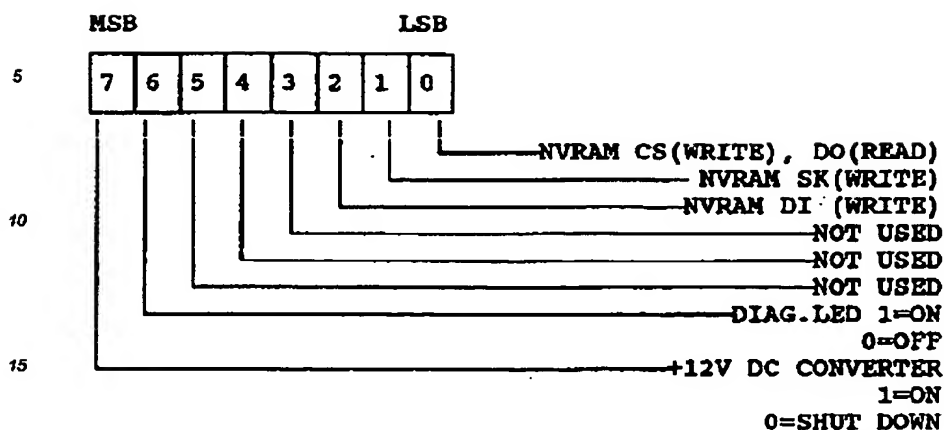 MSB LSB
5 7 6 5 4 3 2 1 0
NVRAM CS(WRITE), DO(READ)
NVRAM SK(WRITE)
10 NVRAM DI (WRITE)
NOT USED
NOT USED
NOT USED
DIAG.LED 1=ON
0=OFF
15 +12V DC CONVERTER
1=ON
0=SHUT DOWN